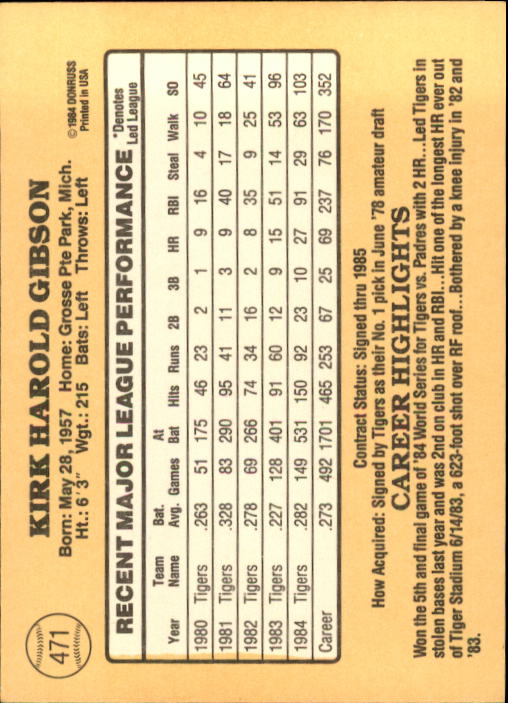 471
KIRK HAROLD GIBSON
©1984 DONRUSS
Printed in USA
Born: May 28, 1957 Home: Grosse Pte Park, Mich.
Ht.: 6'3" Wgt.: 215 Bats: Left Throws: Left
RECENT MAJOR LEAGUE PERFORMANCE *Denotes Led League
Year Team Name Bat. Avg. Games At Bat Hits Runs 2B 3B HR RBI Steal Walk SO
1980 Tigers .263 51 175 46 23 2 1 9 16 4 10 45
1981 Tigers .328 83 290 95 41 11 3 9 40 17 18 64
1982 Tigers .278 69 266 74 34 16 2 8 35 9 25 41
1983 Tigers .227 128 401 91 60 12 9 15 51 14 53 96
1984 Tigers .282 149 531 150 92 23 10 27 91 29 63 103
Career .273 492 1701 465 253 67 25 69 237 76 170 352
Contract Status: Signed thru 1985
How Acquired: Signed by Tigers as their No. 1 pick in June '78 amateur draft
CAREER HIGHLIGHTS
Won the 5th and final game of '84 World Series for Tigers vs. Padres with 2 HR...Led Tigers in
stolen bases last year and was 2nd on club in HR and RBI...Hit one of the longest HR ever out
of Tiger Stadium 6/14/83, a 623-foot shot over RF roof...Bothered by a knee injury in '82 and
'83.